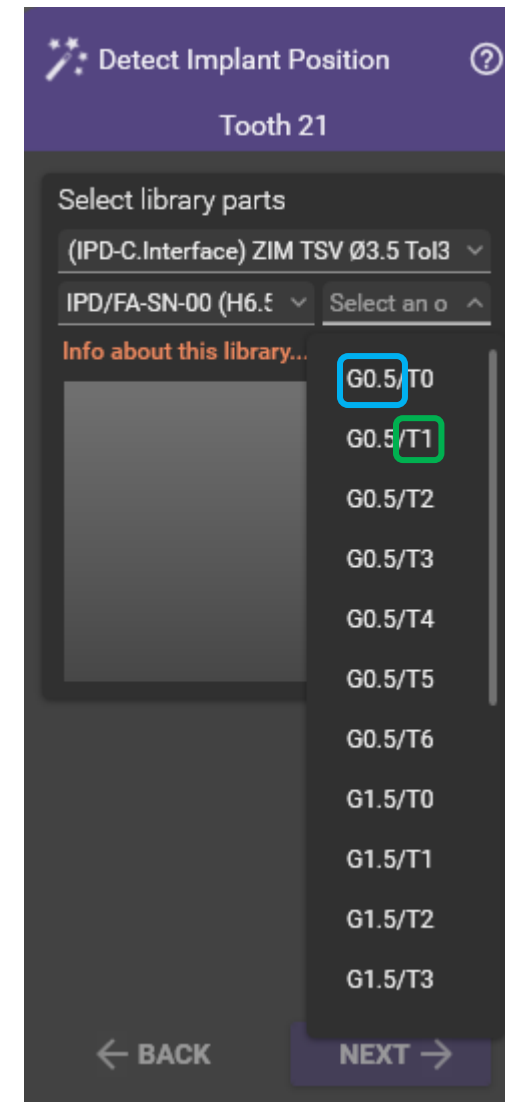 Detect Implant Position
Tooth 21
Select library parts
(IPD-C.Interface) ZIM TSV Ø3.5 Tol3
IPD/FA-SN-00 (H6.5 Select an o
Info about this library...
G0.5/T0
G0.5/T1
G0.5/T2
G0.5/T3
G0.5/T4
G0.5/T5
G0.5/T6
G1.5/T0
G1.5/T1
G1.5/T2
G1.5/T3
BACK NEXT